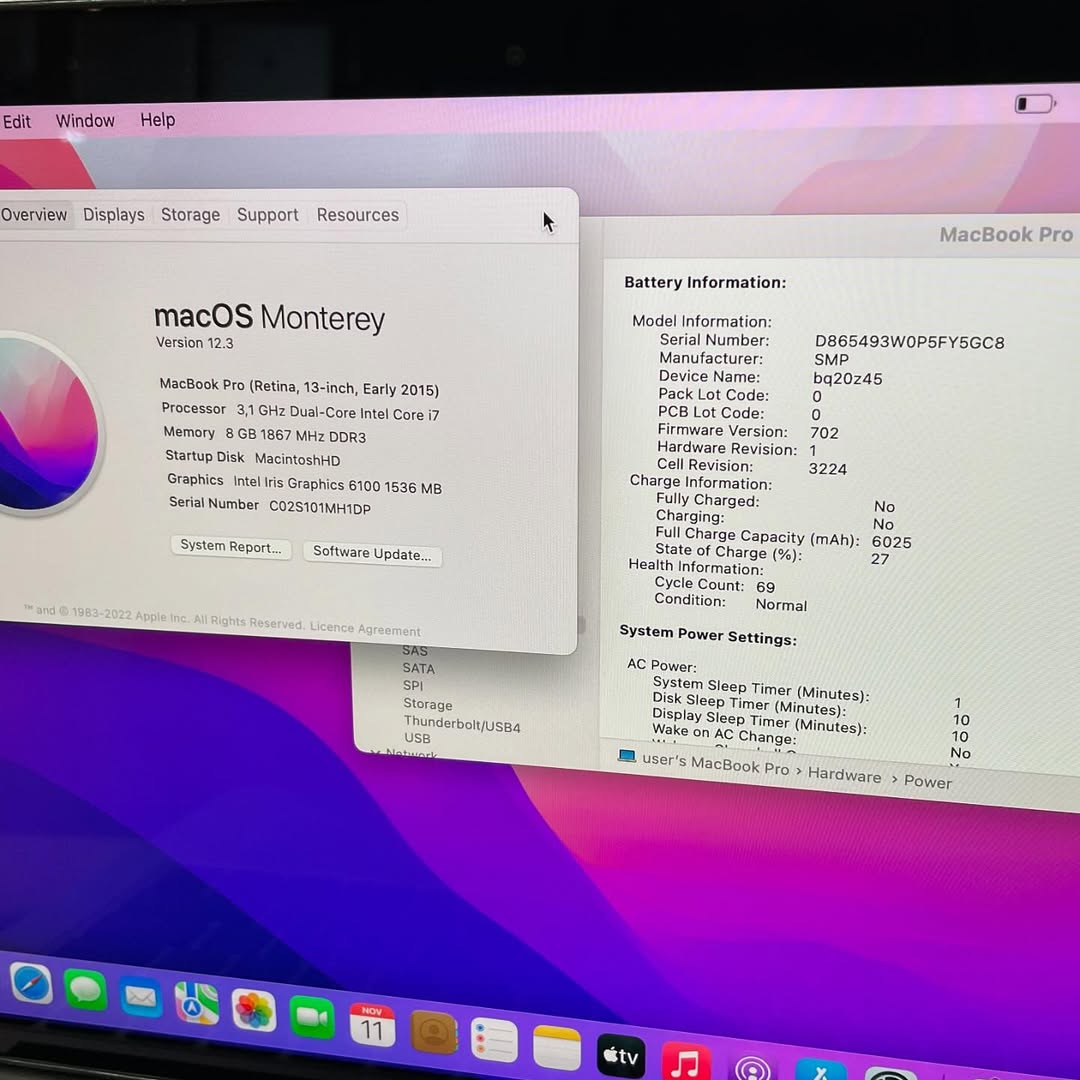 Edit Window Help
Overview Displays Storage Support Resources
macOS Monterey
Version 12.3
MacBook Pro (Retina, 13-inch, Early 2015)
Processor 3,1 GHz Dual-Core Intel Core i7
Memory 8 GB 1867 MHz DDR3
Startup Disk MacintoshHD
Graphics Intel Iris Graphics 6100 1536 MB
Serial Number C02S101MH1DP
System Report... Software Update...
™ and © 1983-2022 Apple Inc. All Rights Reserved. Licence Agreement
MacBook Pro
Battery Information:
Model Information:
Serial Number: D865493W0P5FY5GC8
Manufacturer: SMP
Device Name: bq20z45
Pack Lot Code: 0
PCB Lot Code: 0
Firmware Version: 702
Hardware Revision: 1
Cell Revision: 3224
Charge Information:
Fully Charged: No
Charging: No
Full Charge Capacity (mAh): 6025
State of Charge (%): 27
Health Information:
Cycle Count: 69
Condition: Normal
System Power Settings:
AC Power:
System Sleep Timer (Minutes): 1
Disk Sleep Timer (Minutes): 10
Display Sleep Timer (Minutes): 10
Wake on AC Change: No
SAS
SATA
SPI
Storage
Thunderbolt/USB4
USB
Network
user's MacBook Pro › Hardware › Power
NOV
11
tv